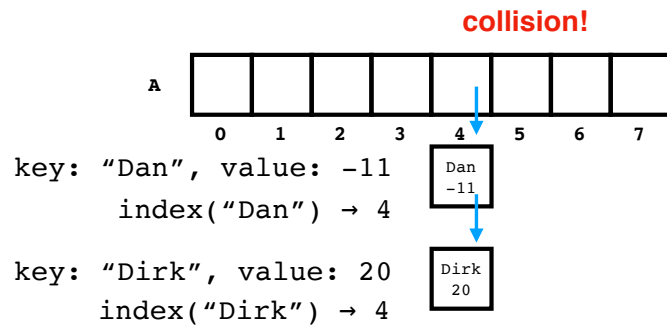 collision!
A
0 1 2 3 4 5 6 7
key: “Dan”, value: -11
Dan
-11
index(“Dan”) → 4
key: “Dirk”, value: 20
Dirk
20
index(“Dirk”) → 4